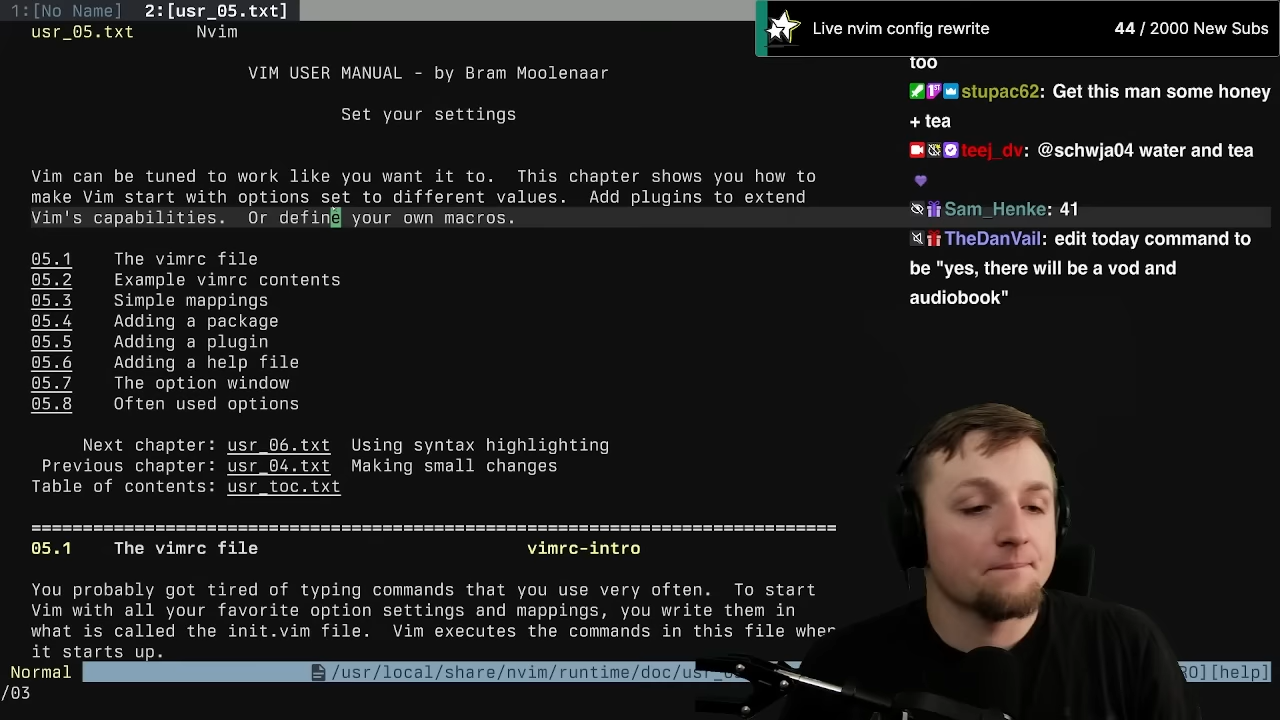 1:[No Name]  2:[usr_05.txt]
usr_05.txt      Nvim
VIM USER MANUAL - by Bram Moolenaar
Set your settings
Vim can be tuned to work like you want it to.  This chapter shows you how to
make Vim start with options set to different values.  Add plugins to extend
Vim's capabilities.  Or define your own macros.
05.1    The vimrc file
05.2    Example vimrc contents
05.3    Simple mappings
05.4    Adding a package
05.5    Adding a plugin
05.6    Adding a help file
05.7    The option window
05.8    Often used options
Next chapter: usr_06.txt  Using syntax highlighting
Previous chapter: usr_04.txt  Making small changes
Table of contents: usr_toc.txt
==============================================================================
05.1    The vimrc file                          vimrc-intro
You probably got tired of typing commands that you use very often.  To start
Vim with all your favorite option settings and mappings, you write them in
what is called the init.vim file.  Vim executes the commands in this file when
it starts up.
Normal  /usr/local/share/nvim/runtime/doc/usr_  RO][help]
/03
Live nvim config rewrite    44 / 2000 New Subs
too
stupac62: Get this man some honey
+ tea
teej_dv: @schwja04 water and tea
Sam_Henke: 41
TheDanVail: edit today command to
be "yes, there will be a vod and
audiobook"